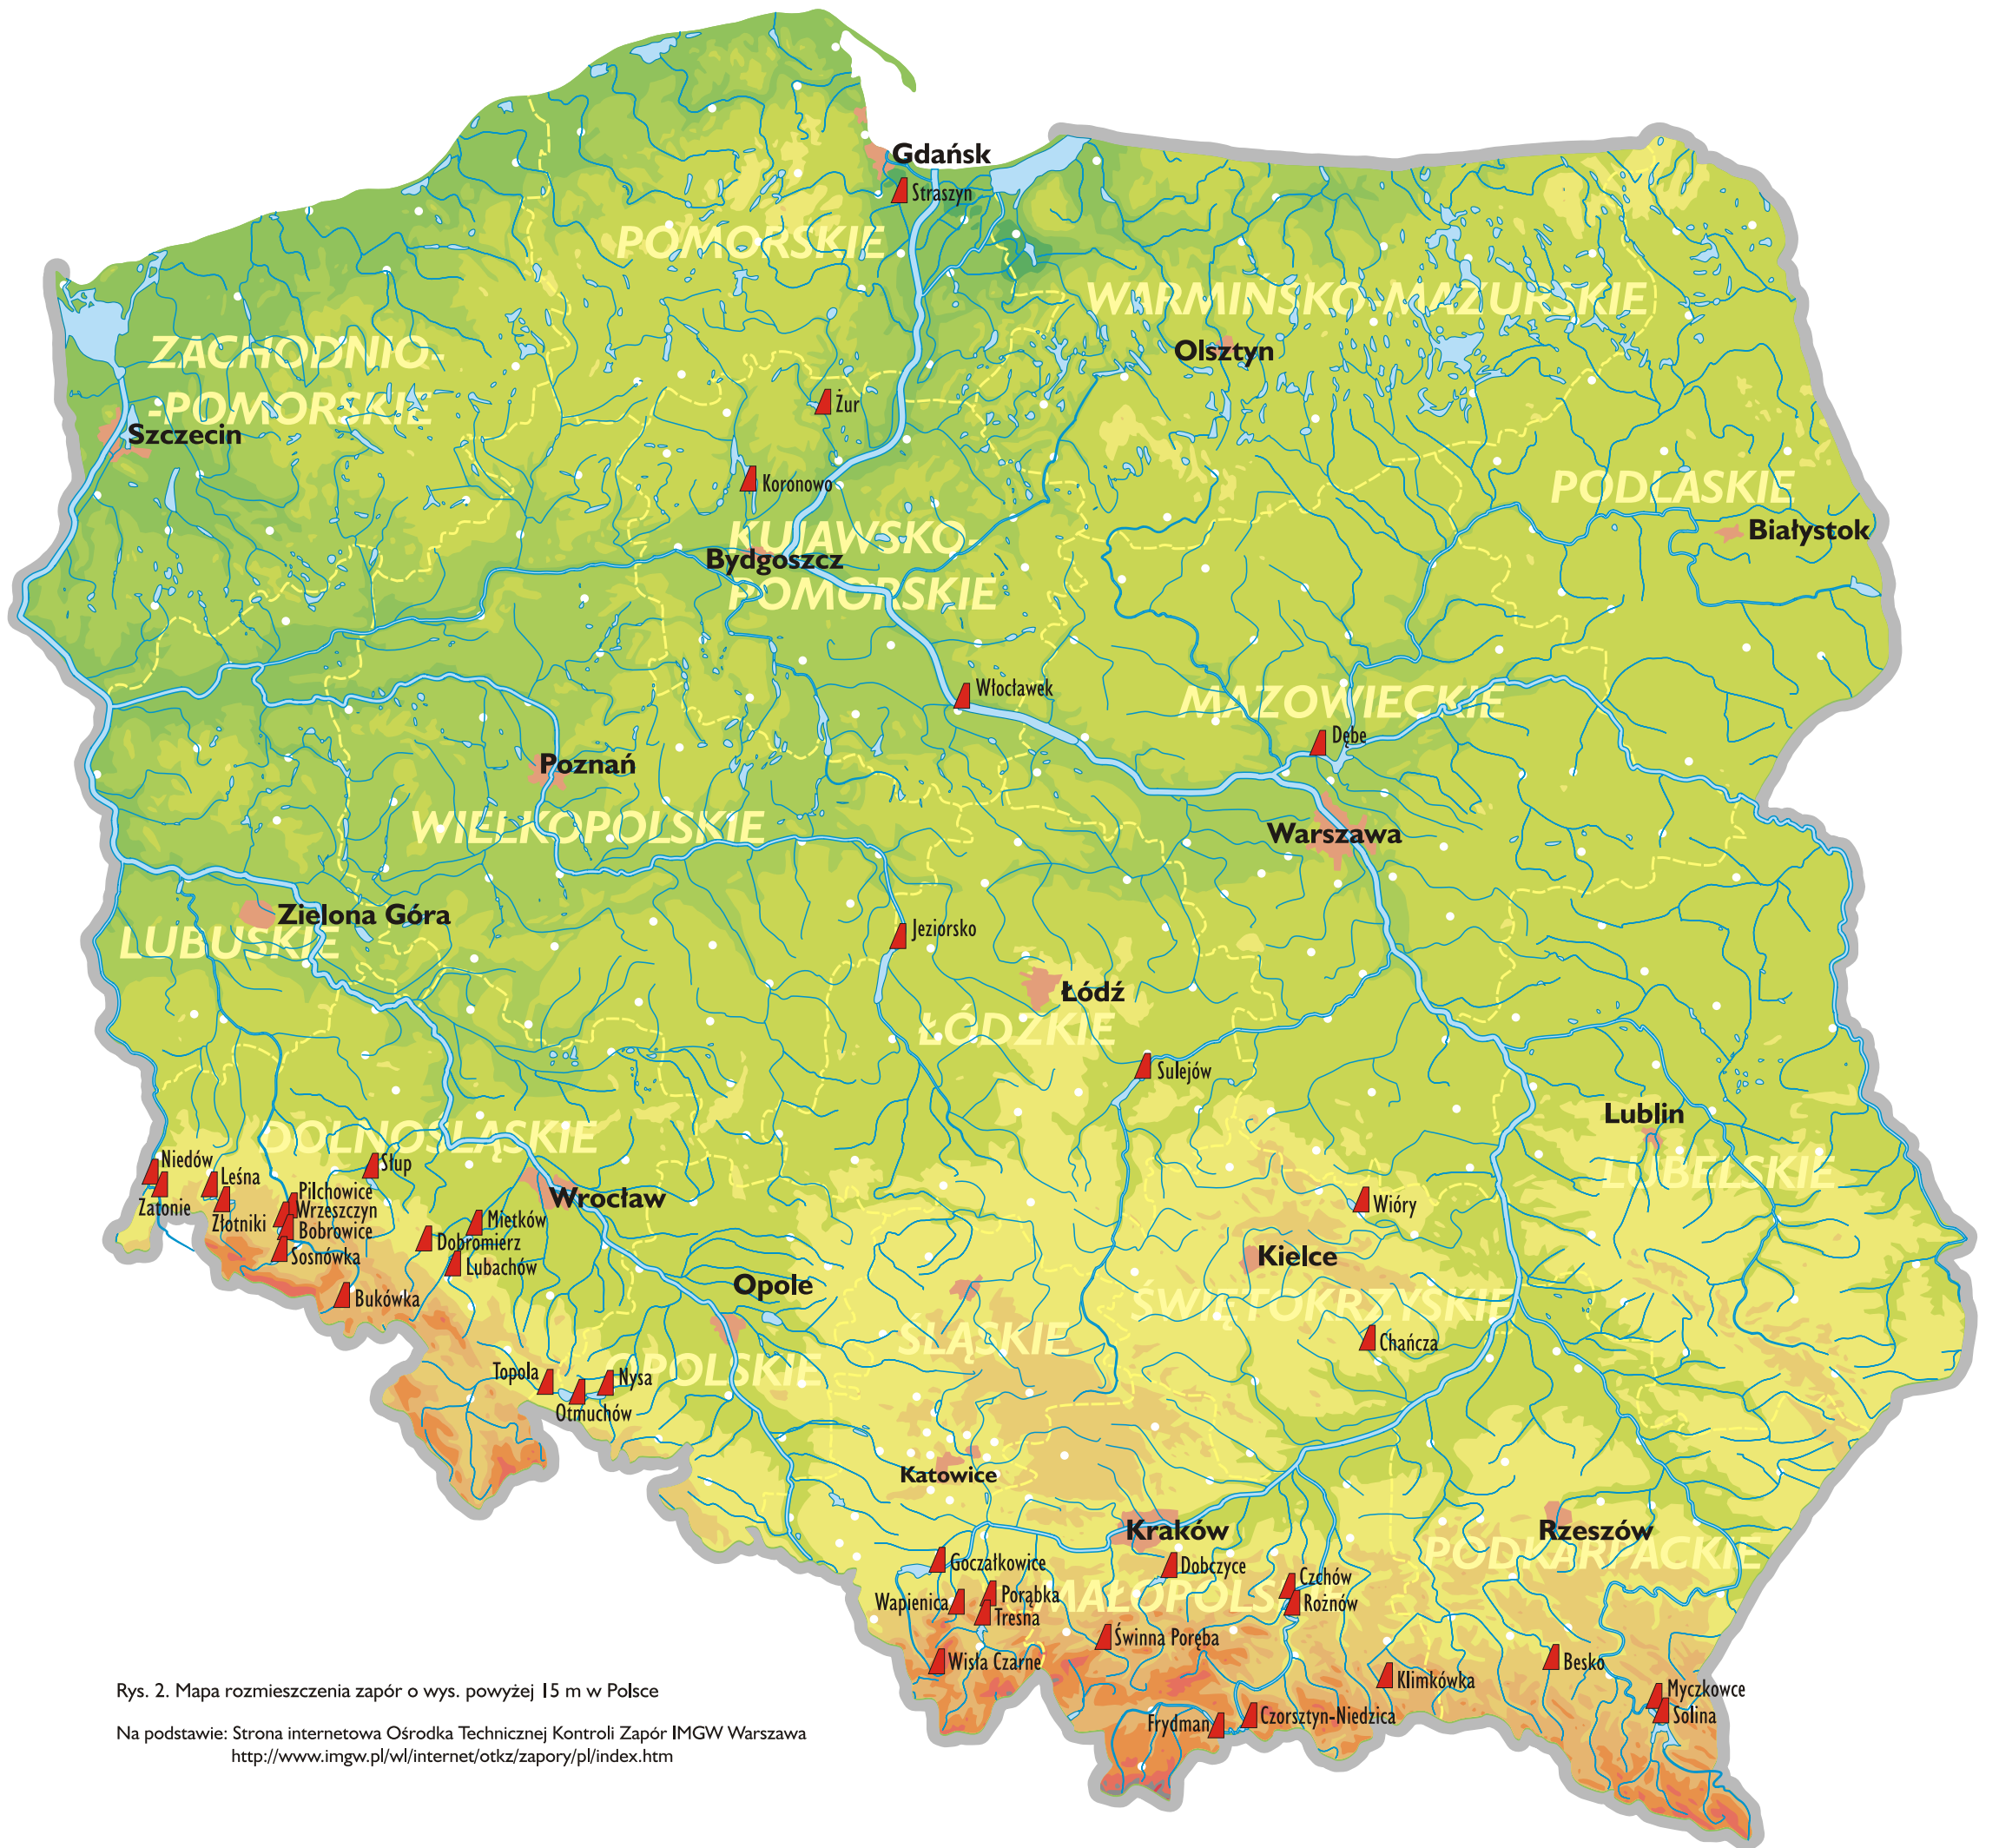 Gdańsk
Straszyn
POMORSKIE
WARMIŃSKO-MAZURSKIE
ZACHODNIO-
-POMORSKIE
Olsztyn
Żur
Szczecin
Koronowo
PODLASKIE
Białystok
KUJAWSKO-
Bydgoszcz
POMORSKIE
Włocławek
MAZOWIECKIE
Dębe
Poznań
WIELKOPOLSKIE
Warszawa
Zielona Góra
LUBUSKIE
Jeziorsko
Łódź
ŁÓDZKIE
Sulejów
Lublin
LUBELSKIE
DOLNOŚLĄSKIE
Niedów
Zatonie
Leśna
Złotniki
Pilchowice
Wrzeszczyn
Bobrowice
Sosnówka
Słup
Wrocław
Mietków
Dobromierz
Lubachów
Bukówka
Wióry
Kielce
ŚWIĘTOKRZYSKIE
Chańcza
Opole
ŚLĄSKIE
OPOLSKIE
Topola
Nysa
Otmuchów
Katowice
Kraków
Rzeszów
PODKARPACKIE
Goczałkowice
Dobczyce
Czchów
Rożnów
MAŁOPOLS
Wapienica
Porąbka
Tresna
Świnna Poręba
Wisła Czarne
Klimkówka
Besko
Myczkowce
Solina
Frydman
Czorsztyn-Niedzica
Rys. 2. Mapa rozmieszczenia zapór o wys. powyżej 15 m w Polsce
Na podstawie: Strona internetowa Ośrodka Technicznej Kontroli Zapór IMGW Warszawa
http://www.imgw.pl/wl/internet/otkz/zapory/pl/index.htm